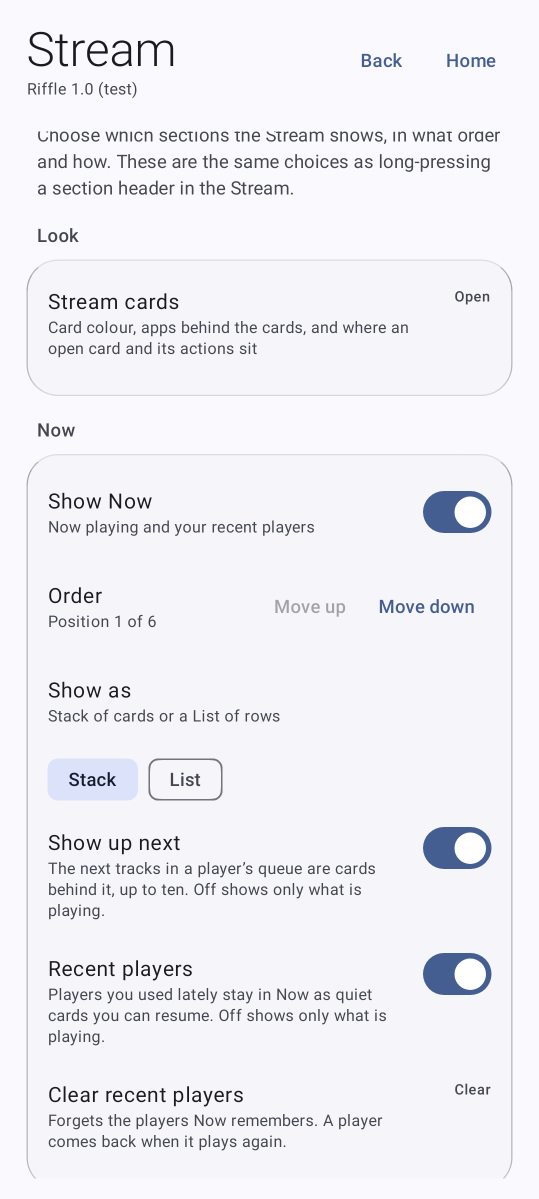 Stream
Back
Home
Riffle 1.0 (test)
Choose which sections the Stream shows, in what order
and how. These are the same choices as long-pressing
a section header in the Stream.
Look
Stream cards
Open
Card colour, apps behind the cards, and where an
open card and its actions sit
Now
Show Now
Now playing and your recent players
Order
Position 1 of 6
Move up
Move down
Show as
Stack of cards or a List of rows
Stack
List
Show up next
The next tracks in a player’s queue are cards
behind it, up to ten. Off shows only what is
playing.
Recent players
Players you used lately stay in Now as quiet
cards you can resume. Off shows only what is
playing.
Clear recent players
Clear
Forgets the players Now remembers. A player
comes back when it plays again.